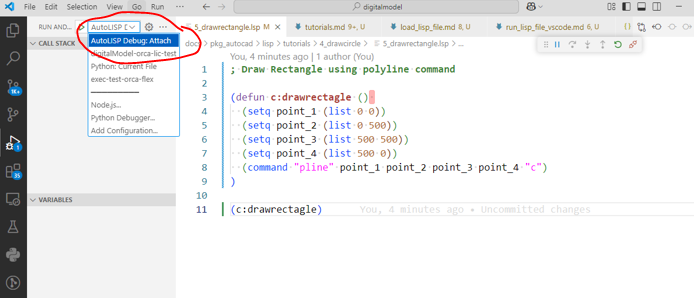 File Edit Selection View Go Run ...
digitalmodel
RUN AND...
AutoLISP D
AutoLISP Debug: Attach
digitalModel-orca-lic-test
Python: Current File
exec-test-orca-flex
Node.js...
Python Debugger...
Add Configuration...
CALL STACK
VARIABLES
1K+
1
35
5_drawrectangle.lsp M
tutorials.md 9+, U
load_lisp_file.md 8, U
run_lisp_file_vscode.md 6, U
docs > pkg_autocad > lisp > tutorials > 4_drawcircle > 5_drawrectangle.lsp > ...
You, 4 minutes ago | 1 author (You)
1 ; Draw Rectangle using polyline command
2
3 (defun c:drawrectagle ()
4 (setq point_1 (list 0 0))
5 (setq point_2 (list 0 500))
6 (setq point_3 (list 500 500))
7 (setq point_4 (list 500 0))
8 (command "pline" point_1 point_2 point_3 point_4 "c")
9 )
10
11 (c:drawrectagle) You, 4 minutes ago • Uncommitted changes